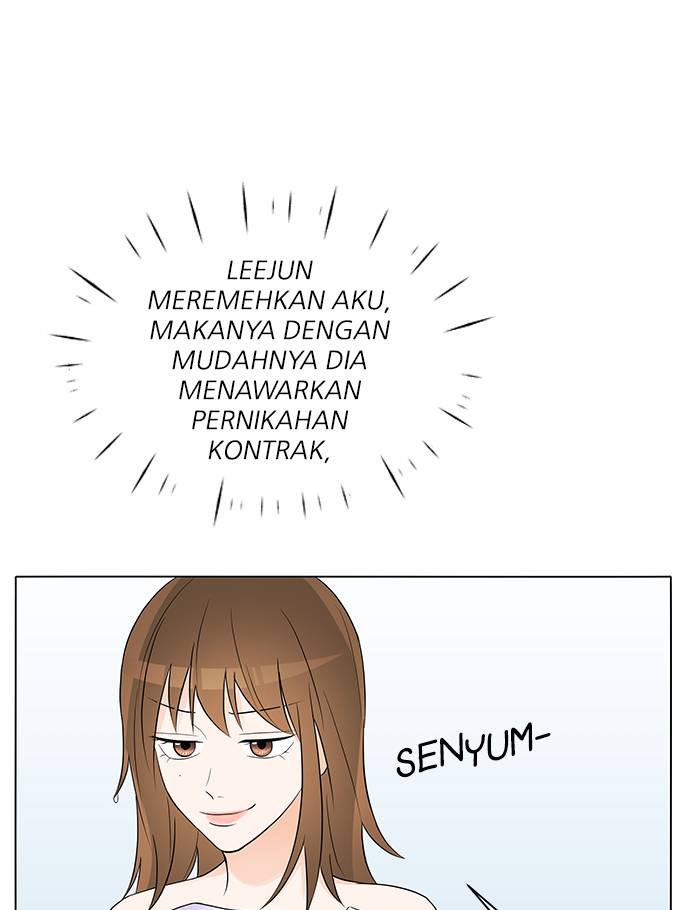 LEEJUN
MEREMEHKAN AKU,
MAKANYA DENGAN
MUDAHNYA DIA
MENAWARKAN
PERNIKAHAN
KONTRAK,
SENYUM-